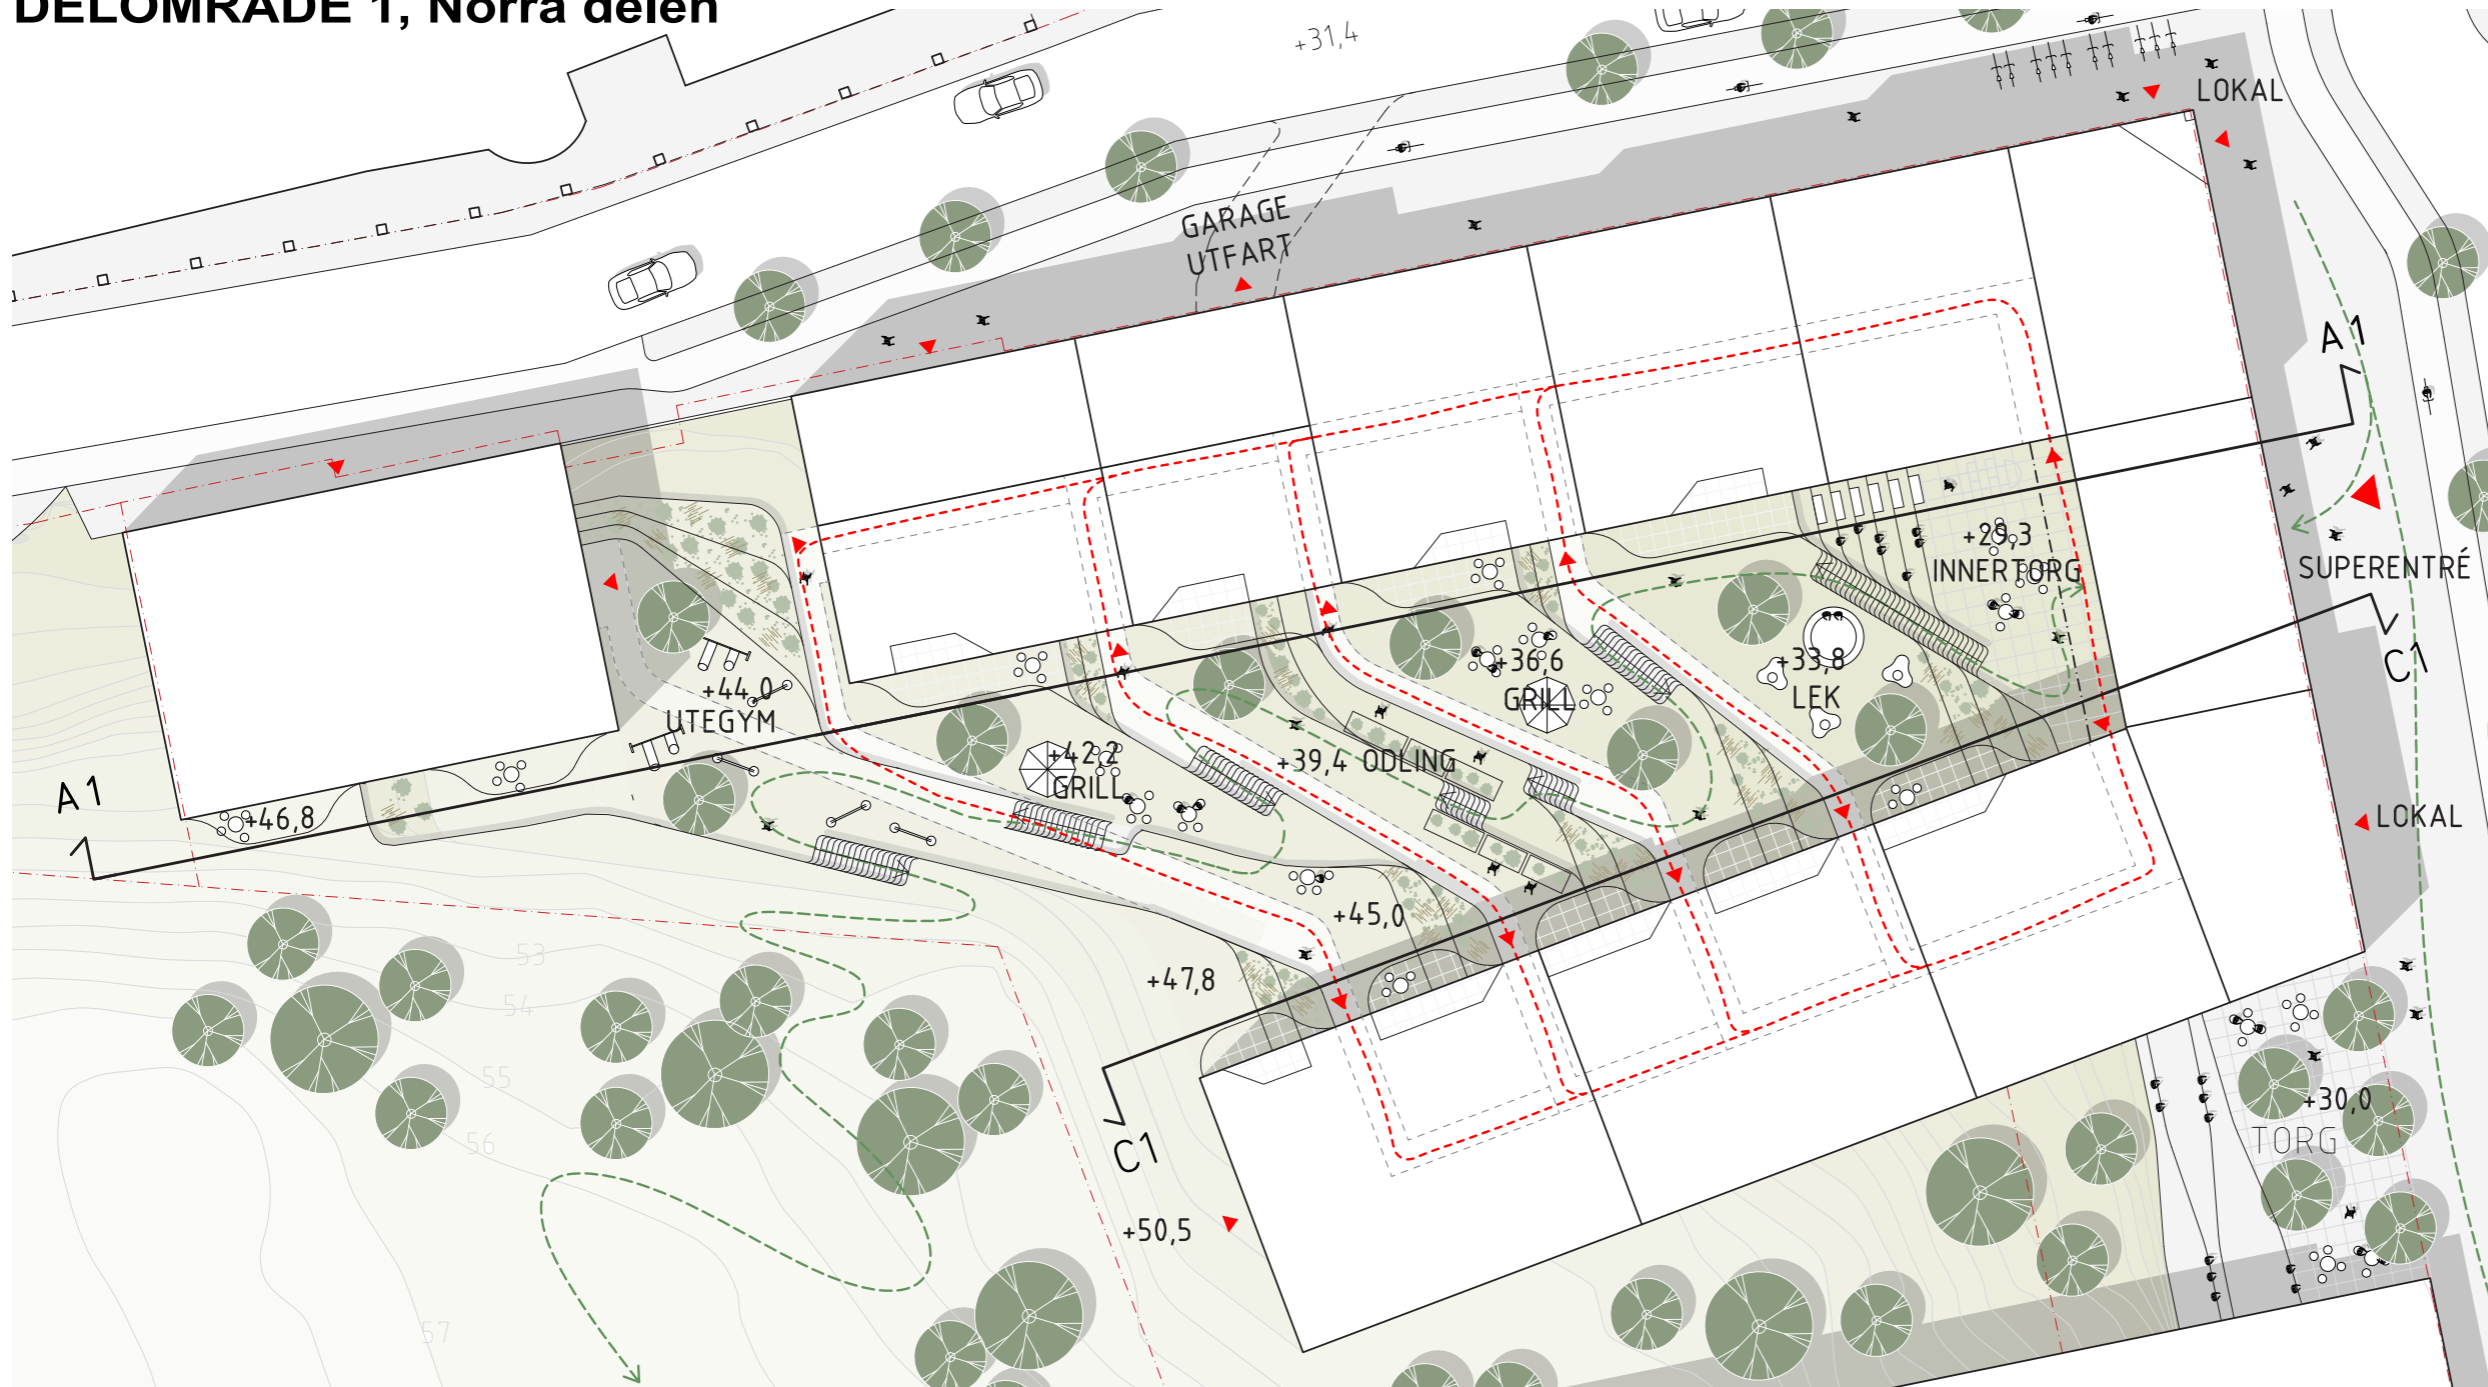 DELOMRÅDE 1, Norra delen
+31,4
LOKAL
GARAGE
UTFART
A1
+29,3
INNERTORG
SUPERENTRÉ
C1
+36,6
GRILL
+33,8
LEK
+44,0
UTEGYM
+42,2
GRILL
+39,4 ODLING
A1
+46,8
LOKAL
+45,0
53
+47,8
54
55
56
C1
+30,0
TORG
+50,5
57